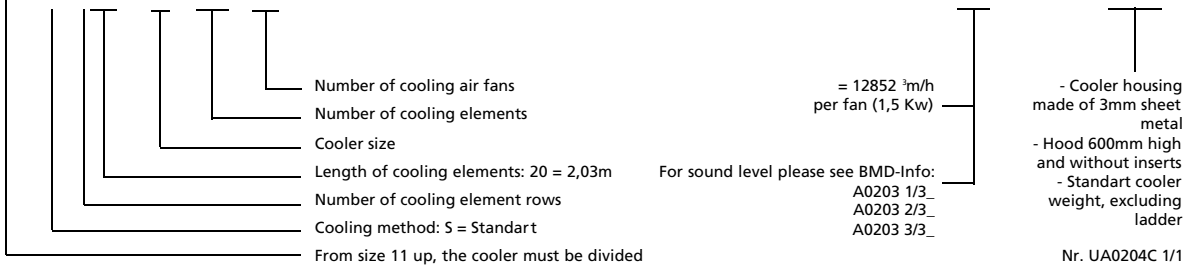 Number of cooling air fans
Number of cooling elements
Cooler size
Length of cooling elements: 20 = 2,03m
Number of cooling element rows
Cooling method: S = Standart
From size 11 up, the cooler must be divided
= 12852 ³m/h
per fan (1,5 Kw)
For sound level please see BMD-Info:
A0203 1/3_
A0203 2/3_
A0203 3/3_
- Cooler housing
made of 3mm sheet
metal
- Hood 600mm high
and without inserts
- Standart cooler
weight, excluding
ladder
Nr. UA0204C 1/1